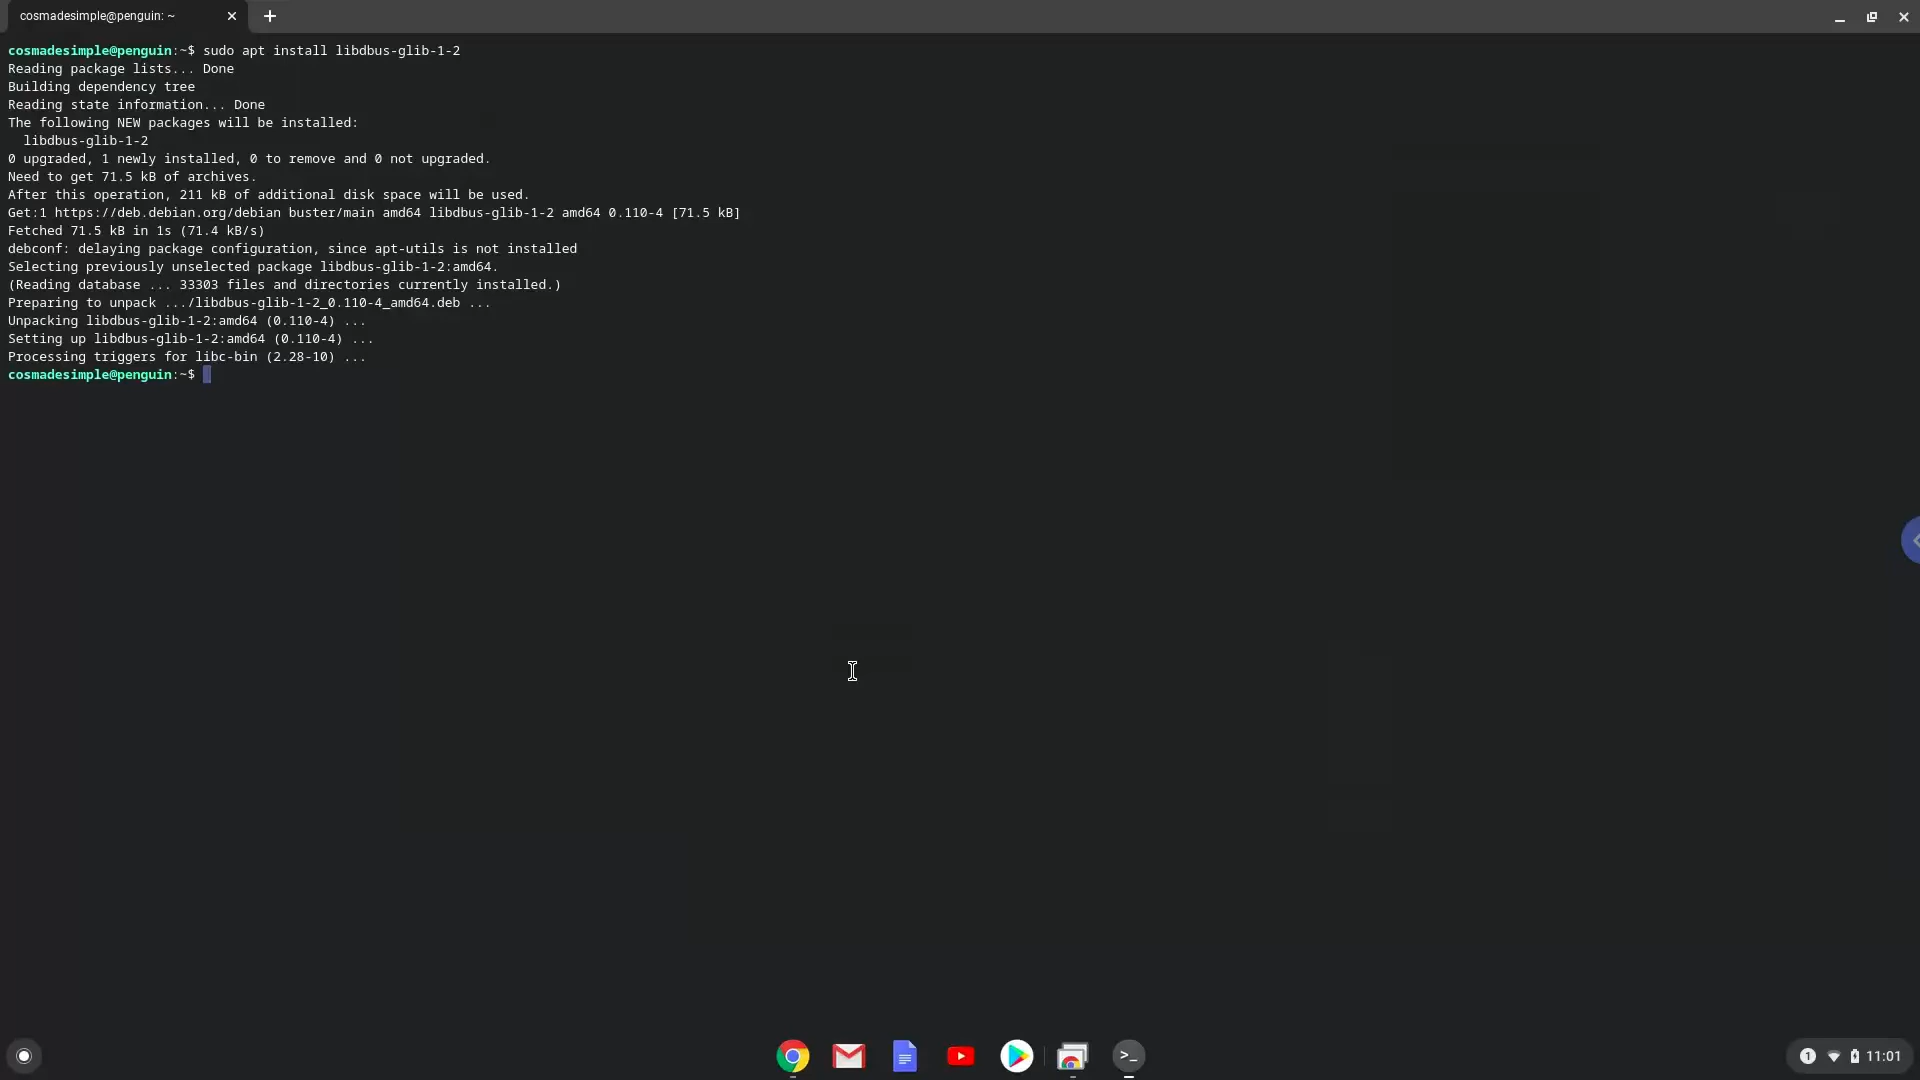 cosmadesimple@penguin: ~
cosmadesimple@penguin:~$ sudo apt install libdbus-glib-1-2
Reading package lists... Done
Building dependency tree
Reading state information... Done
The following NEW packages will be installed:
  libdbus-glib-1-2
0 upgraded, 1 newly installed, 0 to remove and 0 not upgraded.
Need to get 71.5 kB of archives.
After this operation, 211 kB of additional disk space will be used.
Get:1 https://deb.debian.org/debian buster/main amd64 libdbus-glib-1-2 amd64 0.110-4 [71.5 kB]
Fetched 71.5 kB in 1s (71.4 kB/s)
debconf: delaying package configuration, since apt-utils is not installed
Selecting previously unselected package libdbus-glib-1-2:amd64.
(Reading database ... 33303 files and directories currently installed.)
Preparing to unpack .../libdbus-glib-1-2_0.110-4_amd64.deb ...
Unpacking libdbus-glib-1-2:amd64 (0.110-4) ...
Setting up libdbus-glib-1-2:amd64 (0.110-4) ...
Processing triggers for libc-bin (2.28-10) ...
cosmadesimple@penguin:~$
1 11:01